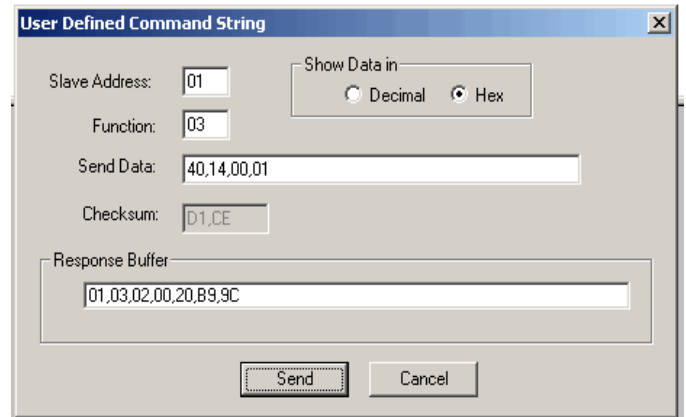 User Defined Command String
Slave Address: 01
Show Data in
Decimal Hex
Function: 03
Send Data: 40,14,00,01
Checksum: D1,CE
Response Buffer
01,03,02,00,20,B9,9C
Send Cancel